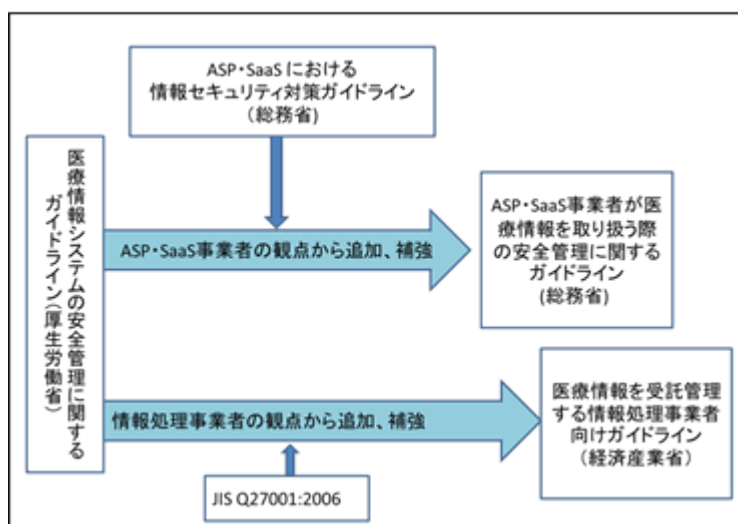 ASP・SaaS における
情報セキュリティ対策ガイドライン
（総務省)
医療情報システムの安全管理に関する
ガイドライン(厚生労働省）
ASP・SaaS事業者の観点から追加、補強
ASP・SaaS事業者が医
療情報を取り扱う際
の安全管理に関する
ガイドライン
(総務省)
情報処理事業者の観点から追加、補強
医療情報を受託管理
する情報処理事業者
向けガイドライン
（経済産業省）
JIS Q27001:2006